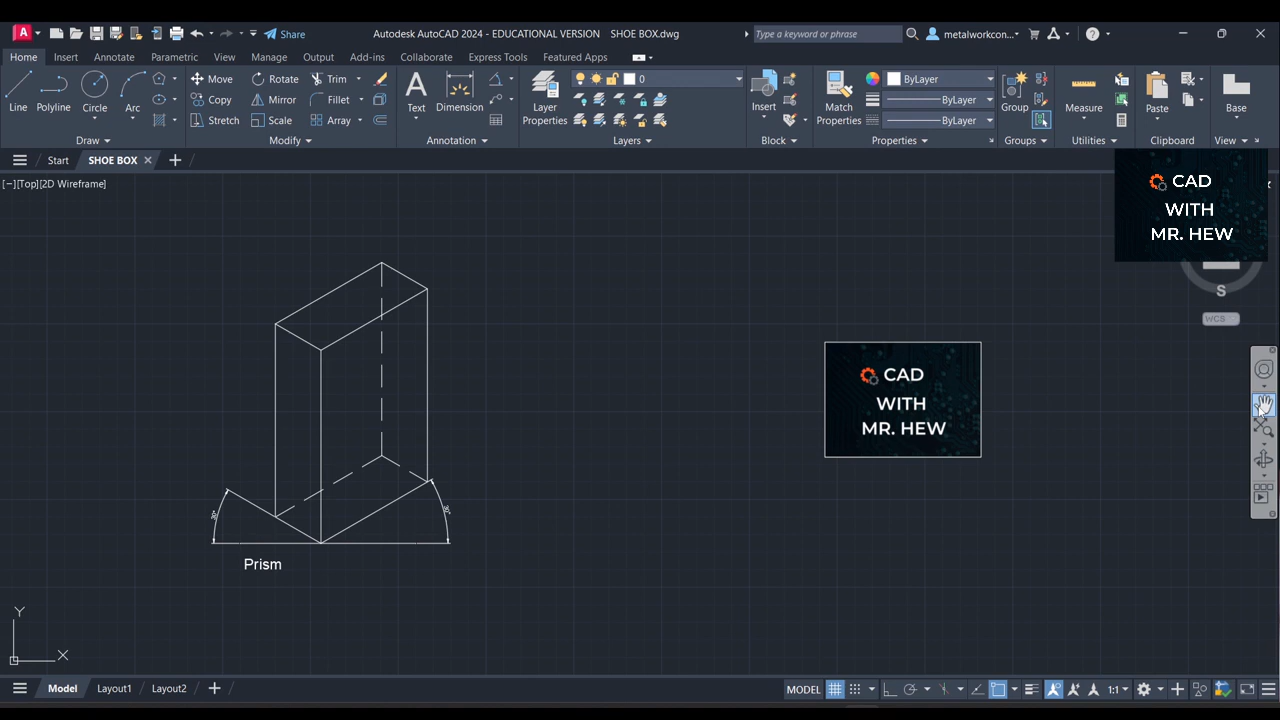 Share
Autodesk AutoCAD 2024 - EDUCATIONAL VERSION SHOE BOX.dwg
Type a keyword or phrase
metalworkcon...
Home Insert Annotate Parametric View Manage Output Add-ins Collaborate Express Tools Featured Apps
Line Polyline Circle Arc
Move Rotate Trim
Copy Mirror Fillet
Stretch Scale Array
Text Dimension
Layer Properties
0
Insert
Match Properties
ByLayer
ByLayer
ByLayer
Group
Measure
Paste
Base
Draw Modify Annotation Layers Block Properties Groups Utilities Clipboard View
Start SHOE BOX
[−][Top][2D Wireframe]
CAD
WITH
MR. HEW
S
WCS
CAD
WITH
MR. HEW
30°
30°
Prism
Y
X
Model Layout1 Layout2
MODEL
1:1